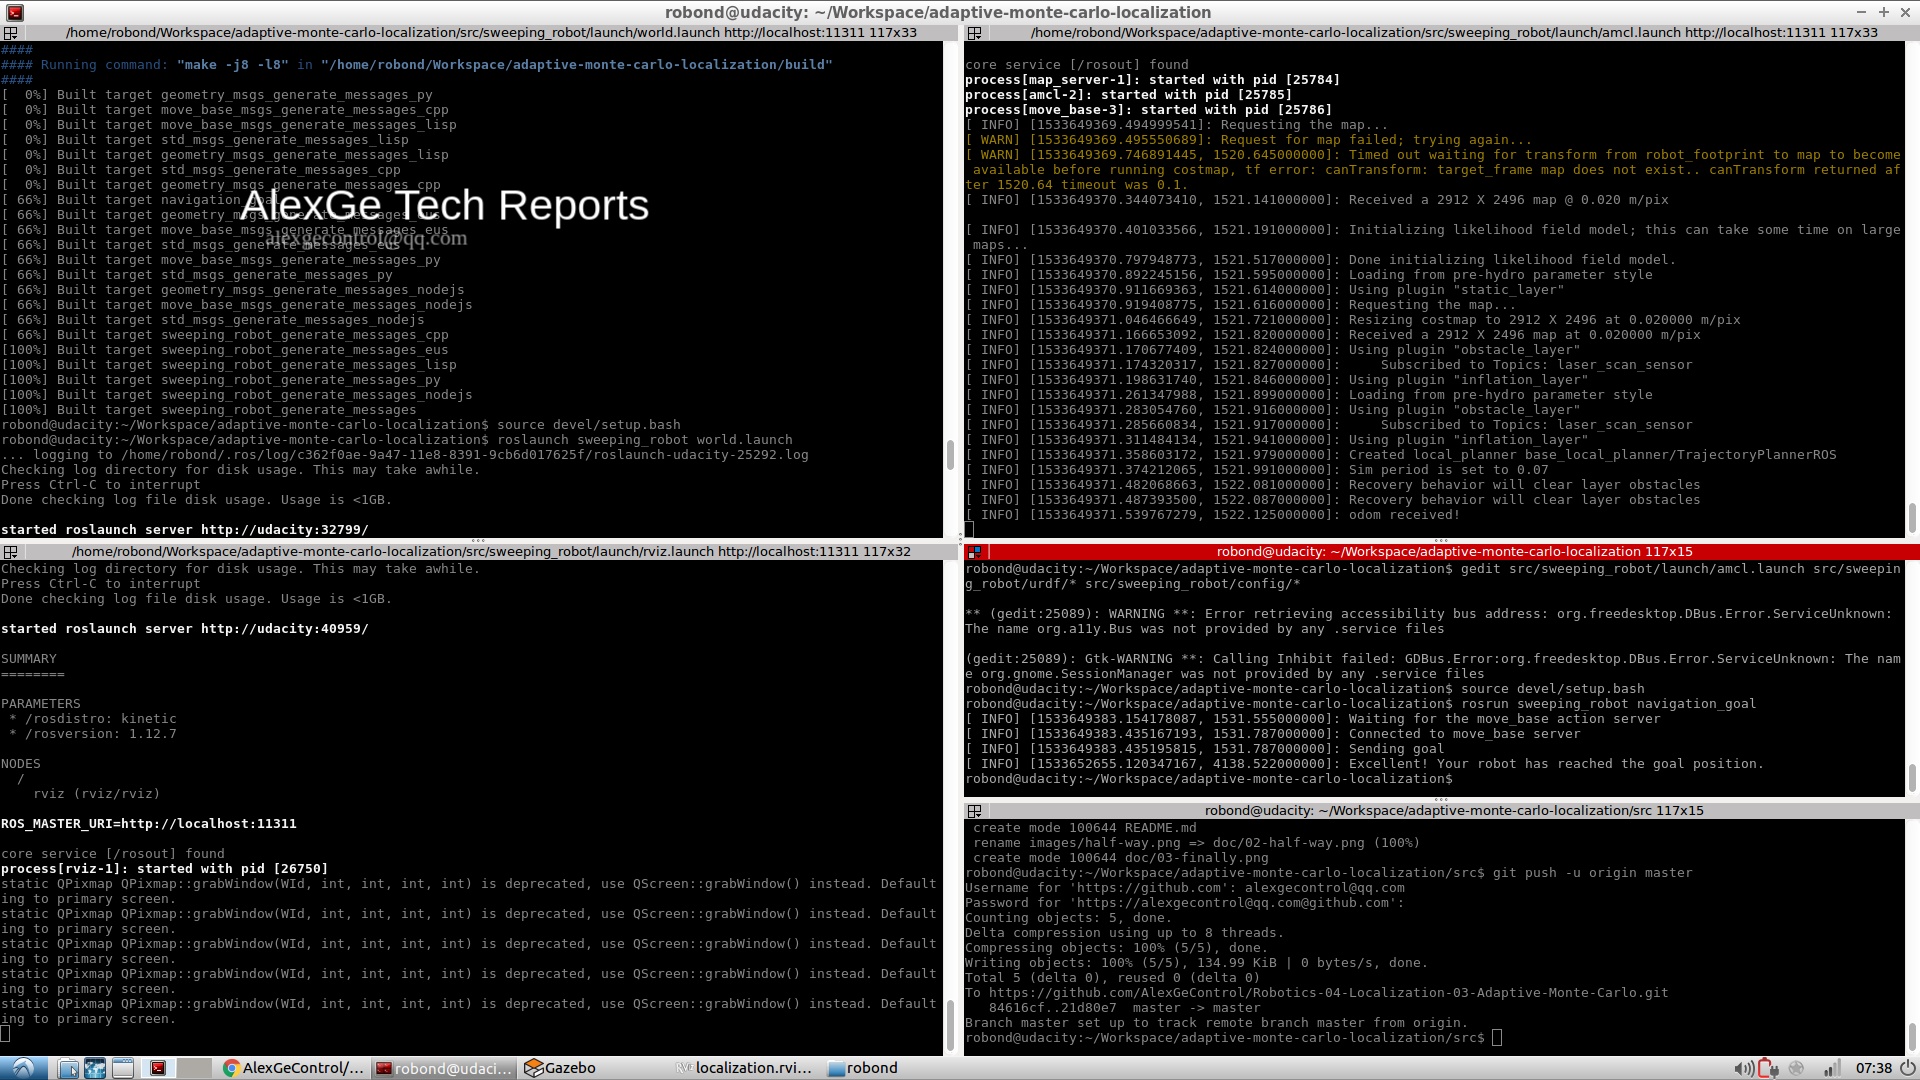 robond@udacity: ~/Workspace/adaptive-monte-carlo-localization
/home/robond/Workspace/adaptive-monte-carlo-localization/src/sweeping_robot/launch/world.launch http://localhost:11311 117x33
####
#### Running command: "make -j8 -l8" in "/home/robond/Workspace/adaptive-monte-carlo-localization/build"
####
[  0%] Built target geometry_msgs_generate_messages_py
[  0%] Built target move_base_msgs_generate_messages_cpp
[  0%] Built target move_base_msgs_generate_messages_lisp
[  0%] Built target std_msgs_generate_messages_lisp
[  0%] Built target geometry_msgs_generate_messages_lisp
[  0%] Built target std_msgs_generate_messages_cpp
[  0%] Built target geometry_msgs_generate_messages_cpp
[ 66%] Built target navigation_goal
AlexGe Tech Reports
[ 66%] Built target geometry_msgs_generate_messages_eus
[ 66%] Built target move_base_msgs_generate_messages_eus
alexgecontrol@qq.com
[ 66%] Built target std_msgs_generate_messages_eus
[ 66%] Built target move_base_msgs_generate_messages_py
[ 66%] Built target std_msgs_generate_messages_py
[ 66%] Built target geometry_msgs_generate_messages_nodejs
[ 66%] Built target move_base_msgs_generate_messages_nodejs
[ 66%] Built target std_msgs_generate_messages_nodejs
[ 66%] Built target sweeping_robot_generate_messages_cpp
[100%] Built target sweeping_robot_generate_messages_eus
[100%] Built target sweeping_robot_generate_messages_lisp
[100%] Built target sweeping_robot_generate_messages_py
[100%] Built target sweeping_robot_generate_messages_nodejs
[100%] Built target sweeping_robot_generate_messages
robond@udacity:~/Workspace/adaptive-monte-carlo-localization$ source devel/setup.bash
robond@udacity:~/Workspace/adaptive-monte-carlo-localization$ roslaunch sweeping_robot world.launch
... logging to /home/robond/.ros/log/c362f0ae-9a47-11e8-8391-9cb6d017625f/roslaunch-udacity-25292.log
Checking log directory for disk usage. This may take awhile.
Press Ctrl-C to interrupt
Done checking log file disk usage. Usage is <1GB.
started roslaunch server http://udacity:32799/
/home/robond/Workspace/adaptive-monte-carlo-localization/src/sweeping_robot/launch/rviz.launch http://localhost:11311 117x32
Checking log directory for disk usage. This may take awhile.
Press Ctrl-C to interrupt
Done checking log file disk usage. Usage is <1GB.
started roslaunch server http://udacity:40959/
SUMMARY
========
PARAMETERS
 * /rosdistro: kinetic
 * /rosversion: 1.12.7
NODES
  /
    rviz (rviz/rviz)
ROS_MASTER_URI=http://localhost:11311
core service [/rosout] found
process[rviz-1]: started with pid [26750]
static QPixmap QPixmap::grabWindow(WId, int, int, int, int) is deprecated, use QScreen::grabWindow() instead. Default
ing to primary screen.
static QPixmap QPixmap::grabWindow(WId, int, int, int, int) is deprecated, use QScreen::grabWindow() instead. Default
ing to primary screen.
static QPixmap QPixmap::grabWindow(WId, int, int, int, int) is deprecated, use QScreen::grabWindow() instead. Default
ing to primary screen.
static QPixmap QPixmap::grabWindow(WId, int, int, int, int) is deprecated, use QScreen::grabWindow() instead. Default
ing to primary screen.
static QPixmap QPixmap::grabWindow(WId, int, int, int, int) is deprecated, use QScreen::grabWindow() instead. Default
ing to primary screen.
/home/robond/Workspace/adaptive-monte-carlo-localization/src/sweeping_robot/launch/amcl.launch http://localhost:11311 117x33
core service [/rosout] found
process[map_server-1]: started with pid [25784]
process[amcl-2]: started with pid [25785]
process[move_base-3]: started with pid [25786]
[ INFO] [1533649369.494999541]: Requesting the map...
[ WARN] [1533649369.495550689]: Request for map failed; trying again...
[ WARN] [1533649369.746891445, 1520.645000000]: Timed out waiting for transform from robot_footprint to map to become
 available before running costmap, tf error: canTransform: target_frame map does not exist.. canTransform returned af
ter 1520.64 timeout was 0.1.
[ INFO] [1533649370.344073410, 1521.141000000]: Received a 2912 X 2496 map @ 0.020 m/pix
[ INFO] [1533649370.401033566, 1521.191000000]: Initializing likelihood field model; this can take some time on large
 maps...
[ INFO] [1533649370.797948773, 1521.517000000]: Done initializing likelihood field model.
[ INFO] [1533649370.892245156, 1521.595000000]: Loading from pre-hydro parameter style
[ INFO] [1533649370.911669363, 1521.614000000]: Using plugin "static_layer"
[ INFO] [1533649370.919408775, 1521.616000000]: Requesting the map...
[ INFO] [1533649371.046466649, 1521.721000000]: Resizing costmap to 2912 X 2496 at 0.020000 m/pix
[ INFO] [1533649371.166653092, 1521.820000000]: Received a 2912 X 2496 map at 0.020000 m/pix
[ INFO] [1533649371.170677409, 1521.824000000]: Using plugin "obstacle_layer"
[ INFO] [1533649371.174320317, 1521.827000000]:     Subscribed to Topics: laser_scan_sensor
[ INFO] [1533649371.198631740, 1521.846000000]: Using plugin "inflation_layer"
[ INFO] [1533649371.261347988, 1521.899000000]: Loading from pre-hydro parameter style
[ INFO] [1533649371.283054760, 1521.916000000]: Using plugin "obstacle_layer"
[ INFO] [1533649371.285660834, 1521.917000000]:     Subscribed to Topics: laser_scan_sensor
[ INFO] [1533649371.311484134, 1521.941000000]: Using plugin "inflation_layer"
[ INFO] [1533649371.358603172, 1521.979000000]: Created local_planner base_local_planner/TrajectoryPlannerROS
[ INFO] [1533649371.374212065, 1521.991000000]: Sim period is set to 0.07
[ INFO] [1533649371.482068663, 1522.081000000]: Recovery behavior will clear layer obstacles
[ INFO] [1533649371.487393500, 1522.087000000]: Recovery behavior will clear layer obstacles
[ INFO] [1533649371.539767279, 1522.125000000]: odom received!
robond@udacity: ~/Workspace/adaptive-monte-carlo-localization 117x15
robond@udacity:~/Workspace/adaptive-monte-carlo-localization$ gedit src/sweeping_robot/launch/amcl.launch src/sweepin
g_robot/urdf/* src/sweeping_robot/config/*
** (gedit:25089): WARNING **: Error retrieving accessibility bus address: org.freedesktop.DBus.Error.ServiceUnknown:
The name org.a11y.Bus was not provided by any .service files
(gedit:25089): Gtk-WARNING **: Calling Inhibit failed: GDBus.Error:org.freedesktop.DBus.Error.ServiceUnknown: The nam
e org.gnome.SessionManager was not provided by any .service files
robond@udacity:~/Workspace/adaptive-monte-carlo-localization$ source devel/setup.bash
robond@udacity:~/Workspace/adaptive-monte-carlo-localization$ rosrun sweeping_robot navigation_goal
[ INFO] [1533649383.154178087, 1531.555000000]: Waiting for the move_base action server
[ INFO] [1533649383.435167193, 1531.787000000]: Connected to move_base server
[ INFO] [1533649383.435195815, 1531.787000000]: Sending goal
[ INFO] [1533652655.120347167, 4138.522000000]: Excellent! Your robot has reached the goal position.
robond@udacity:~/Workspace/adaptive-monte-carlo-localization$
robond@udacity: ~/Workspace/adaptive-monte-carlo-localization/src 117x15
 create mode 100644 README.md
 rename images/half-way.png => doc/02-half-way.png (100%)
 create mode 100644 doc/03-finally.png
robond@udacity:~/Workspace/adaptive-monte-carlo-localization/src$ git push -u origin master
Username for 'https://github.com': alexgecontrol@qq.com
Password for 'https://alexgecontrol@qq.com@github.com':
Counting objects: 5, done.
Delta compression using up to 8 threads.
Compressing objects: 100% (5/5), done.
Writing objects: 100% (5/5), 134.99 KiB | 0 bytes/s, done.
Total 5 (delta 0), reused 0 (delta 0)
To https://github.com/AlexGeControl/Robotics-04-Localization-03-Adaptive-Monte-Carlo.git
   84616cf..21d80e7  master -> master
Branch master set up to track remote branch master from origin.
robond@udacity:~/Workspace/adaptive-monte-carlo-localization/src$
AlexGeControl/... robond@udaci... Gazebo localization.rvi... robond 07:38